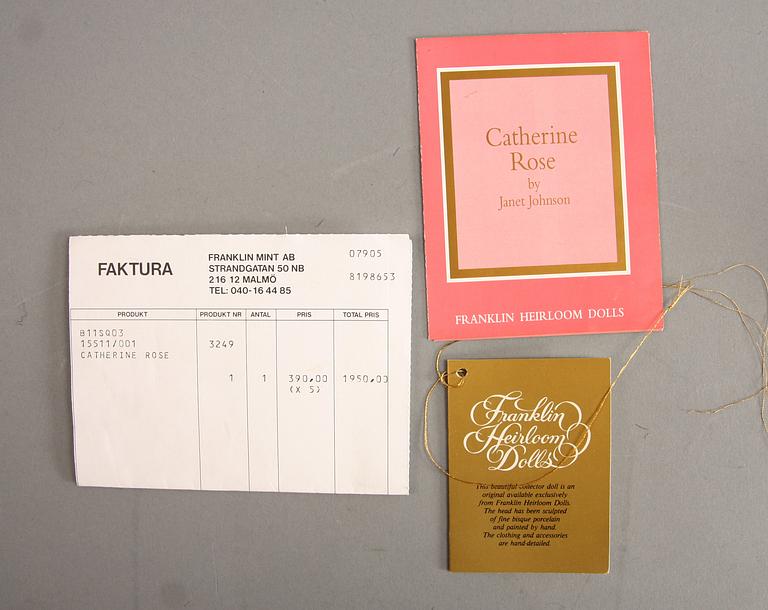 FAKTURA
FRANKLIN MINT AB
STRANDGATAN 50 NB
216 12 MALMÖ
TEL: 040-16 44 85
07905
8198653
PRODUKT PRODUKT NR ANTAL PRIS TOTAL PRIS
811SQ03
15511/001 3249
CATHERINE ROSE
1 1 390,00 1950,00
(X 5)
Catherine
Rose
by
Janet Johnson
FRANKLIN HEIRLOOM DOLLS
Franklin
Heirloom
Dolls
This beautiful collector doll is an
original available exclusively
from Franklin Heirloom Dolls.
The head has been sculpted
of fine bisque porcelain
and painted by hand.
The clothing and accessories
are hand-detailed.